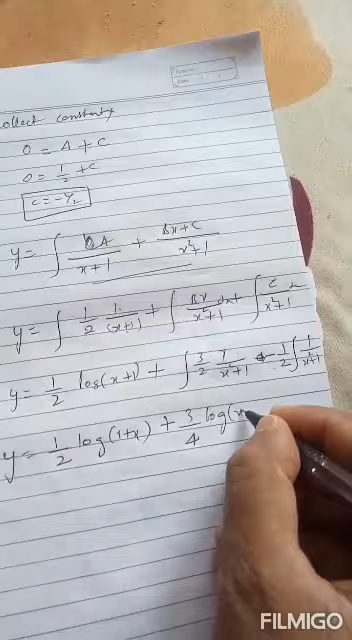 collect constants
0 = A + C
0 = 1/2 + C
C = -1/2
y = ∫ A/(x+1) + (Bx+C)/(x²+1)
y = ∫ 1/2 1/(x+1) + ∫ Bx/(x²+1) dx + ∫ C/(x²+1)
y = 1/2 log(x+1) + ∫ 3/2 x/(x²+1) - 1/2 ∫ 1/(x²+1)
y = 1/2 log(1+x) + 3/4 log(x
FILMIGO